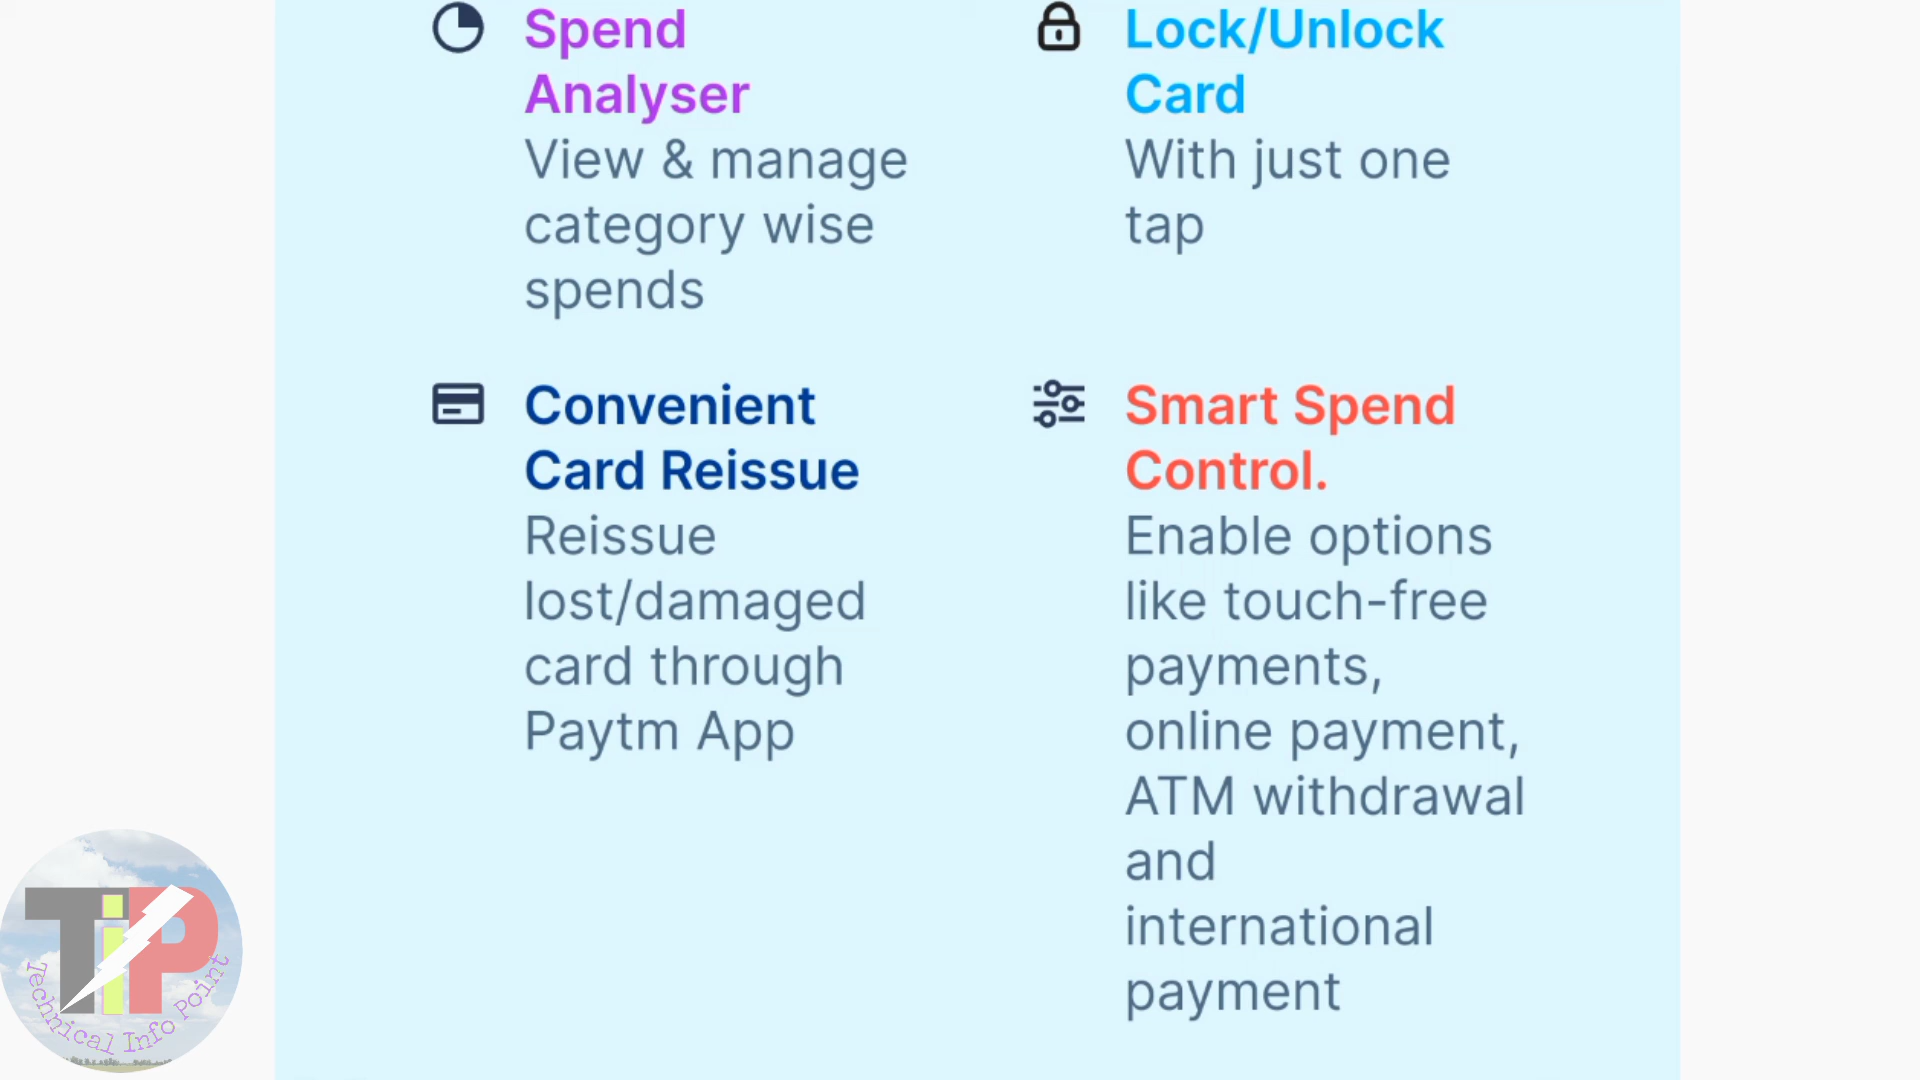 Spend
Analyser
View & manage
category wise
spends
Lock/Unlock
Card
With just one
tap
Convenient
Card Reissue
Reissue
lost/damaged
card through
Paytm App
Smart Spend
Control.
Enable options
like touch-free
payments,
online payment,
ATM withdrawal
and
international
payment
TiP
Technical Info Point